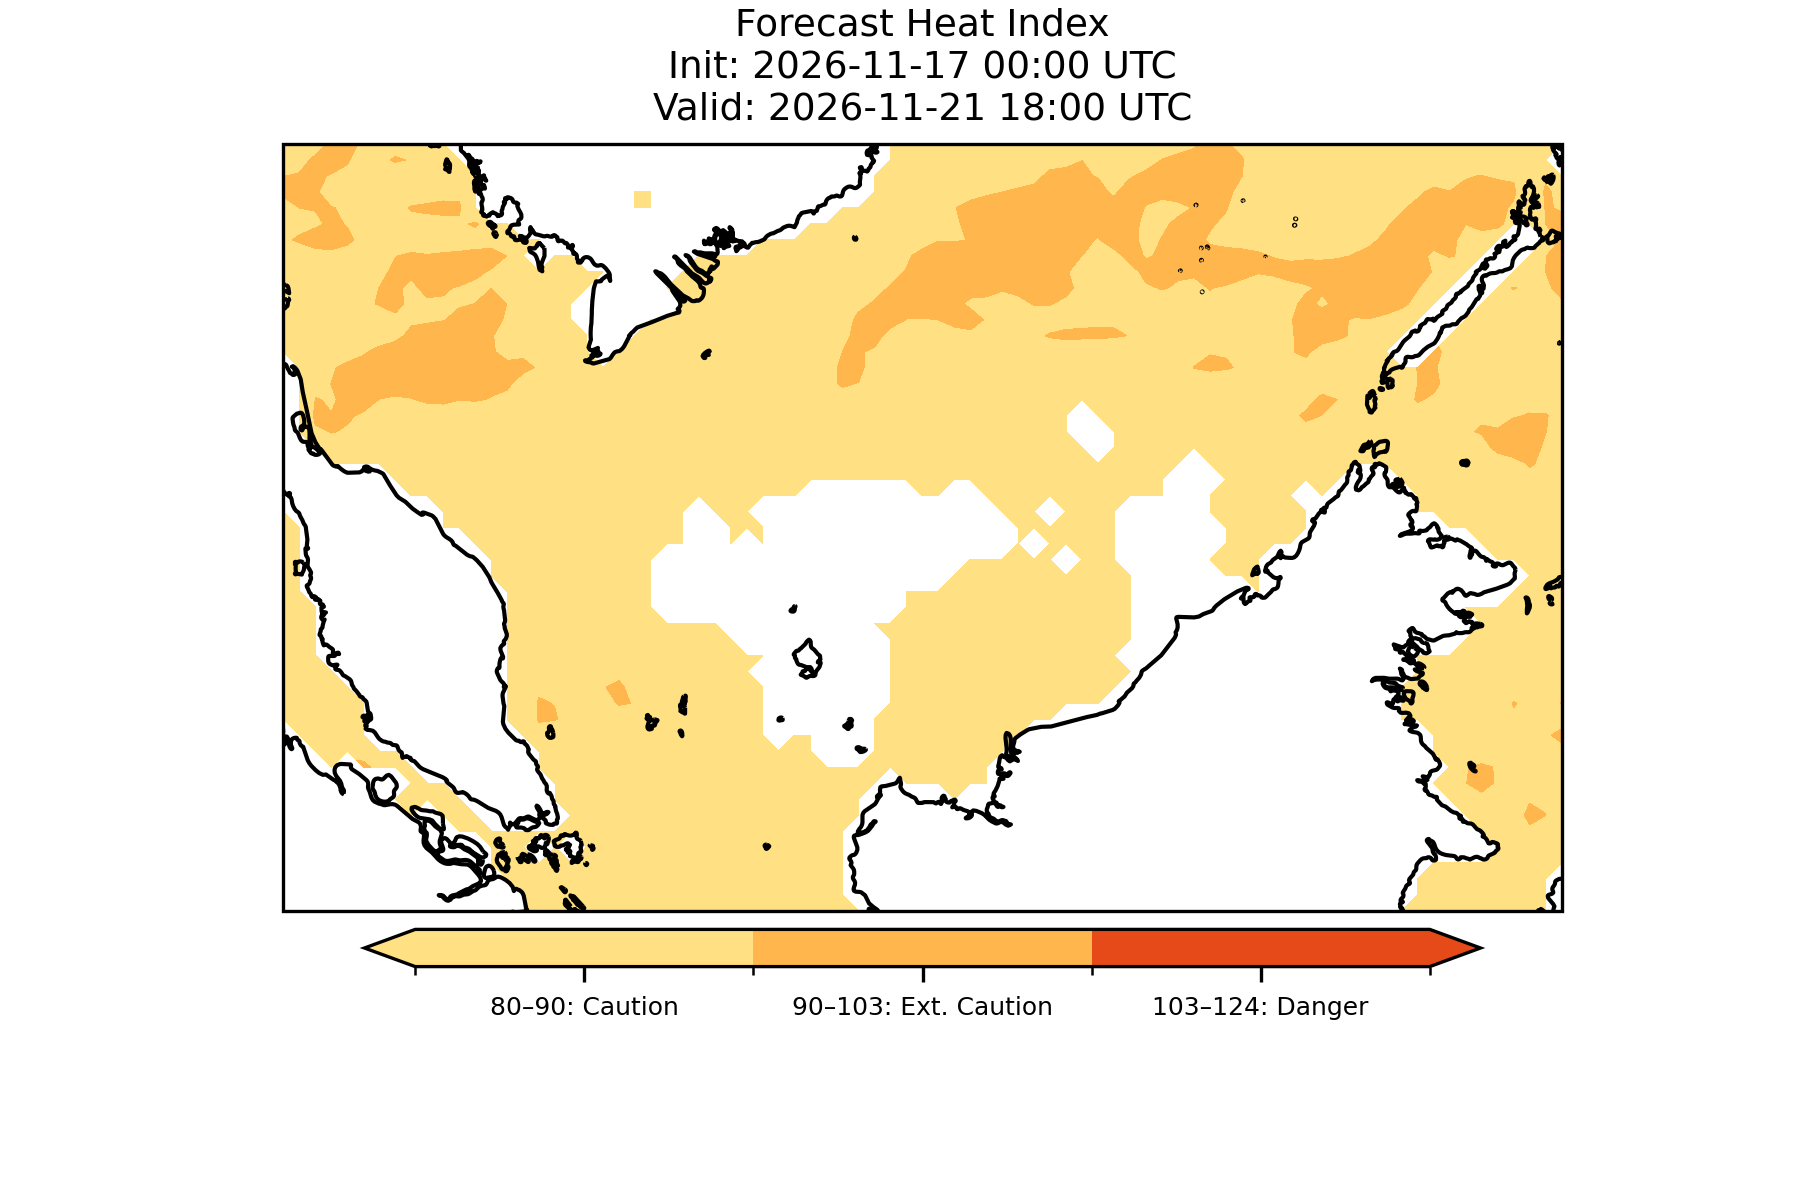 Forecast Heat Index
Init: 2026-11-17 00:00 UTC
Valid: 2026-11-21 18:00 UTC
80–90: Caution
90–103: Ext. Caution
103–124: Danger